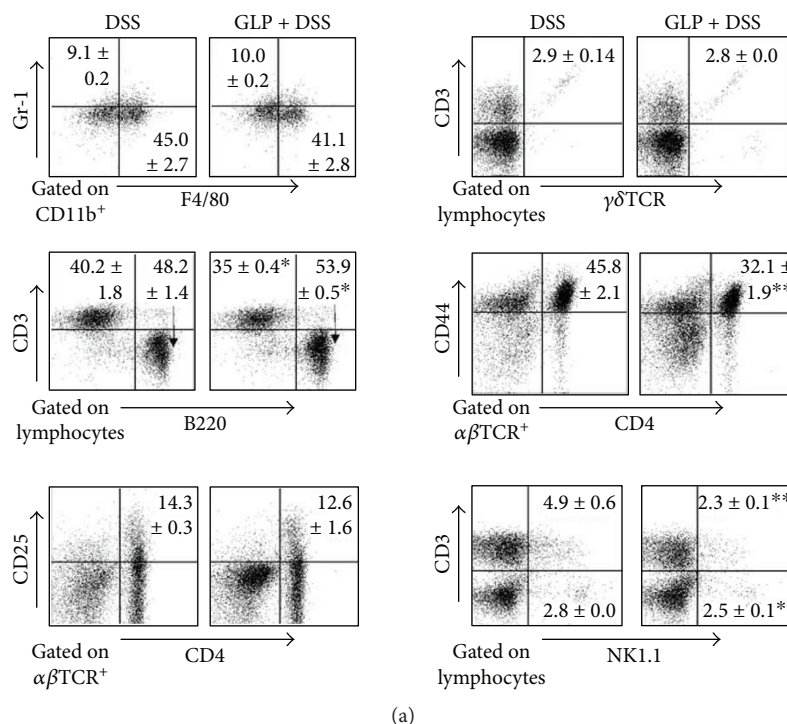 DSS
GLP + DSS
9.1 ±
0.2
10.0
± 0.2
45.0
± 2.7
41.1
± 2.8
Gr-1
Gated on
CD11b⁺
F4/80
DSS
GLP + DSS
2.9 ± 0.14
2.8 ± 0.0
CD3
Gated on
lymphocytes
γδTCR
40.2 ±
1.8
48.2
± 1.4
35 ± 0.4*
53.9
± 0.5*
CD3
Gated on
lymphocytes
B220
45.8
± 2.1
32.1 ±
1.9**
CD44
Gated on
αβTCR⁺
CD4
14.3
± 0.3
12.6
± 1.6
CD25
Gated on
αβTCR⁺
CD4
4.9 ± 0.6
2.3 ± 0.1**
2.8 ± 0.0
2.5 ± 0.1*
CD3
Gated on
lymphocytes
NK1.1
(a)